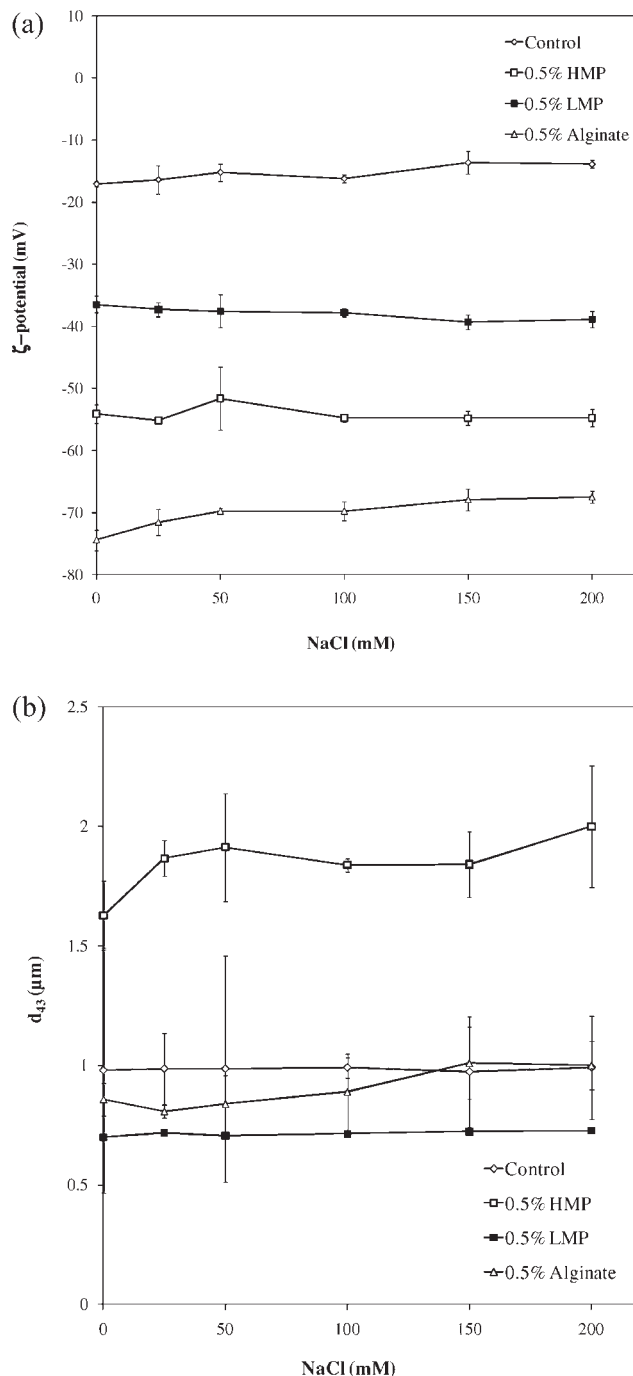 (a)
10
0
-10
-20
-30
-40
-50
-60
-70
-80
ζ-potential (mV)
Control
0.5% HMP
0.5% LMP
0.5% Alginate
0 50 100 150 200
NaCl (mM)
(b)
2.5
2
1.5
1
0.5
0
d43 (μm)
Control
0.5% HMP
0.5% LMP
0.5% Alginate
0 50 100 150 200
NaCl (mM)